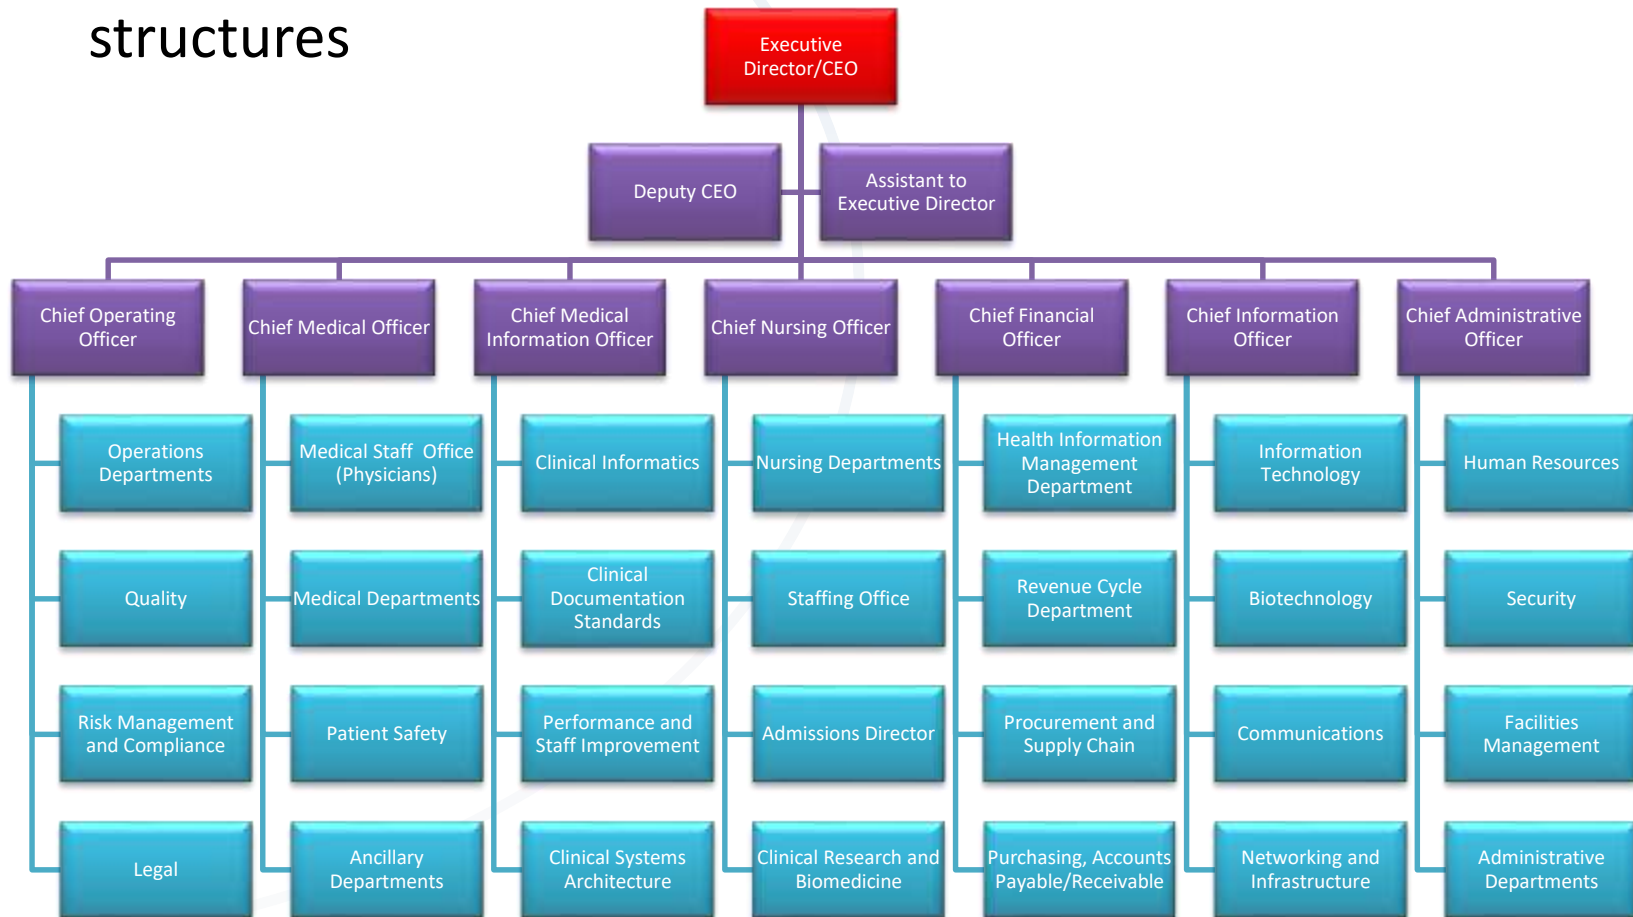 structures
Executive
Director/CEO
Deputy CEO
Assistant to
Executive Director
Chief Operating
Officer
Chief Medical Officer
Chief Medical
Information Officer
Chief Nursing Officer
Chief Financial
Officer
Chief Information
Officer
Chief Administrative
Officer
Operations
Departments
Medical Staff Office
(Physicians)
Clinical Informatics
Nursing Departments
Health Information
Management
Department
Information
Technology
Human Resources
Quality
Medical Departments
Clinical
Documentation
Standards
Staffing Office
Revenue Cycle
Department
Biotechnology
Security
Risk Management
and Compliance
Patient Safety
Performance and
Staff Improvement
Admissions Director
Procurement and
Supply Chain
Communications
Facilities
Management
Legal
Ancillary
Departments
Clinical Systems
Architecture
Clinical Research and
Biomedicine
Purchasing, Accounts
Payable/Receivable
Networking and
Infrastructure
Administrative
Departments